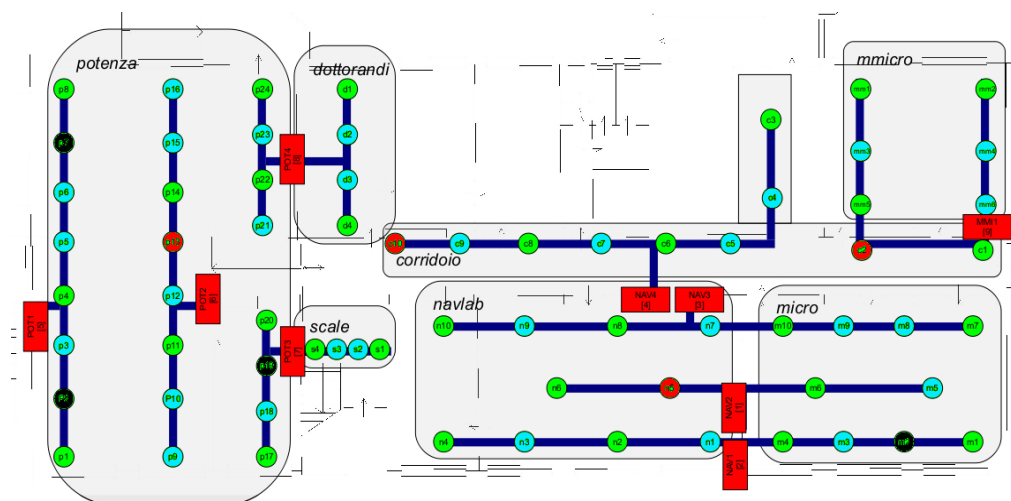 potenza
dottorandi
mmicro
p8
p16
p24
d1
mm1
mm2
c3
p15
p23
d2
POT4
[8]
mm3
mm4
p6
p14
p22
d3
c4
mm5
mm6
p5
p21
d4
MMI1
[9]
c9
c8
c7
c6
c5
c1
corridoio
p4
p12
POT2
[6]
POT1
[5]
navlab
NAV4
[4]
NAV3
[3]
micro
p20
scale
n10
n9
n8
n7
m10
m9
m8
m7
p3
p11
POT3
[7]
s4
s3
s2
s1
P10
p18
n6
m6
m5
NAV2
[1]
p1
p9
p17
n4
n3
n2
n1
m4
m3
m1
NAV1
[2]